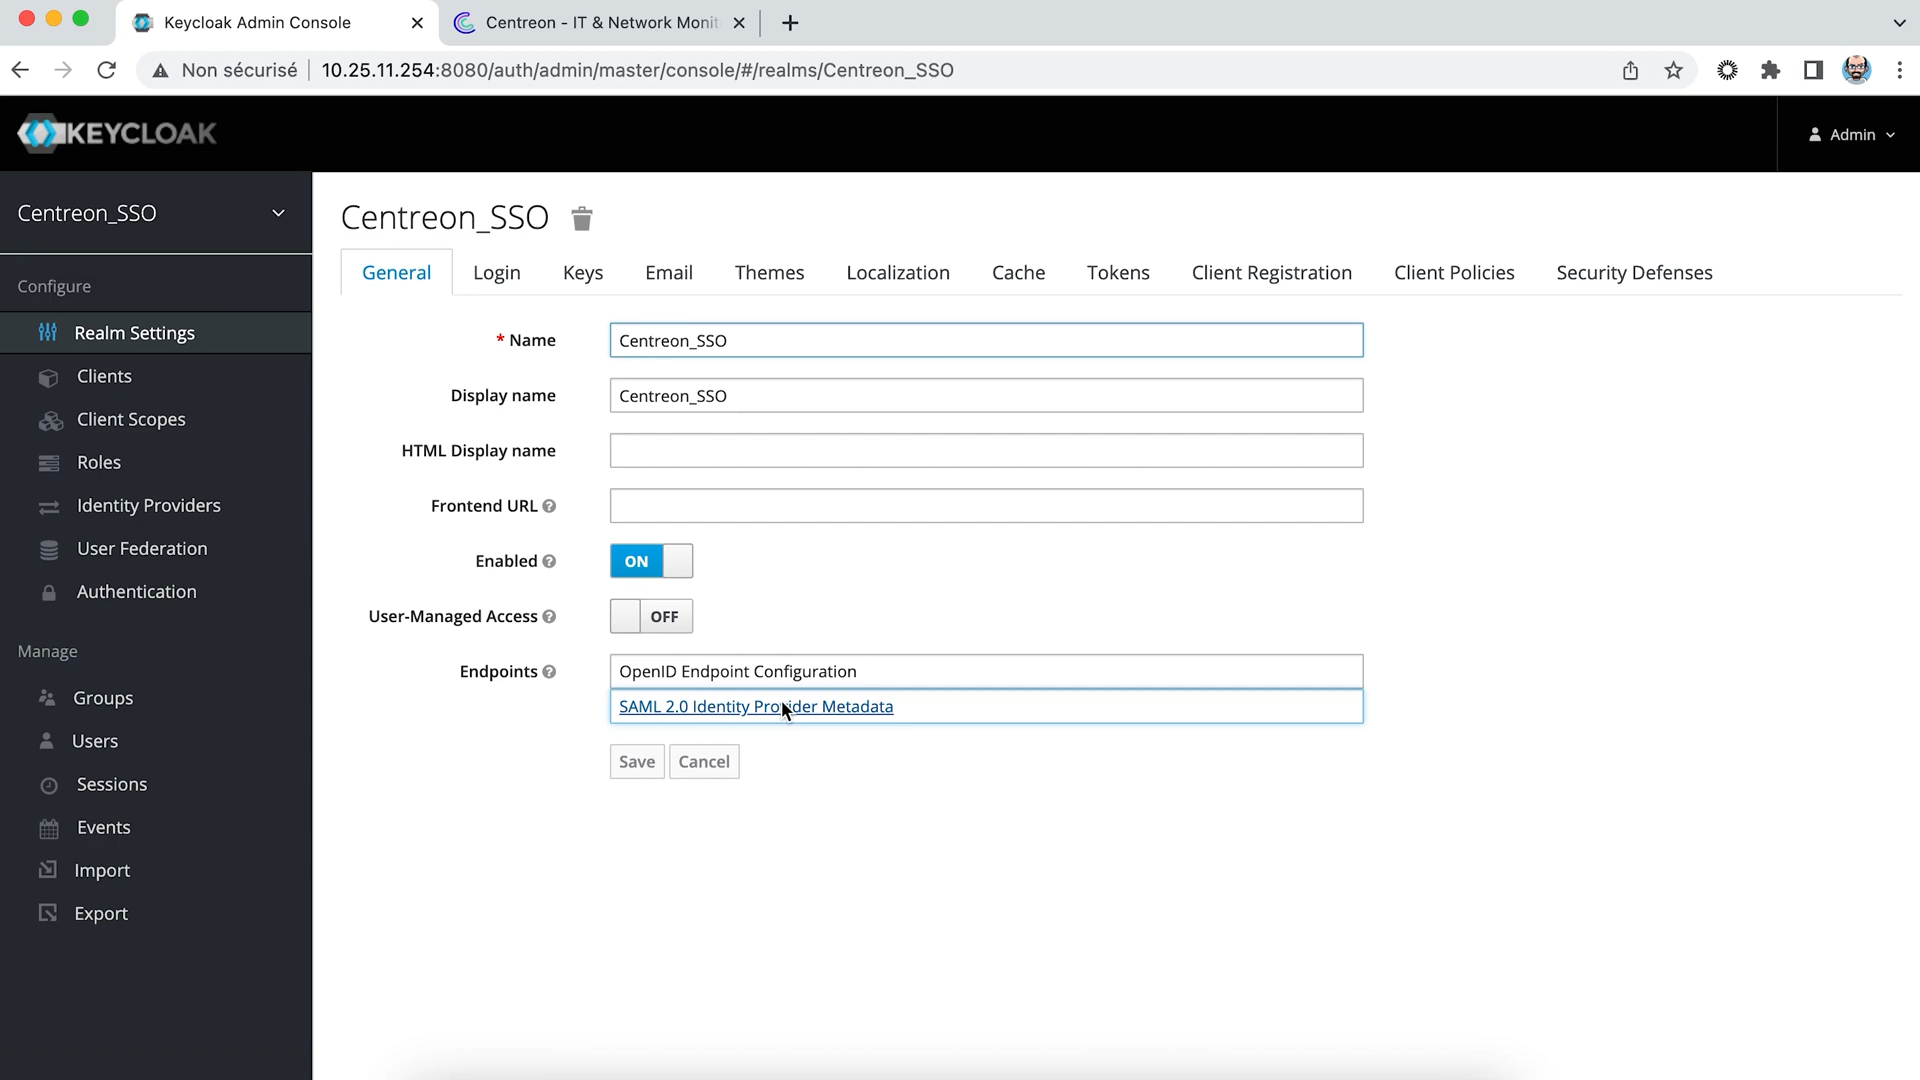 Keycloak Admin Console
Centreon - IT & Network Monit
Non sécurisé
10.25.11.254:8080/auth/admin/master/console/#/realms/Centreon_SSO
KEYCLOAK
Admin
Centreon_SSO
Configure
Realm Settings
Clients
Client Scopes
Roles
Identity Providers
User Federation
Authentication
Manage
Groups
Users
Sessions
Events
Import
Export
Centreon_SSO
General Login Keys Email Themes Localization Cache Tokens Client Registration Client Policies Security Defenses
* Name Centreon_SSO
Display name Centreon_SSO
HTML Display name
Frontend URL
Enabled ON
User-Managed Access OFF
Endpoints OpenID Endpoint Configuration
SAML 2.0 Identity Provider Metadata
Save Cancel